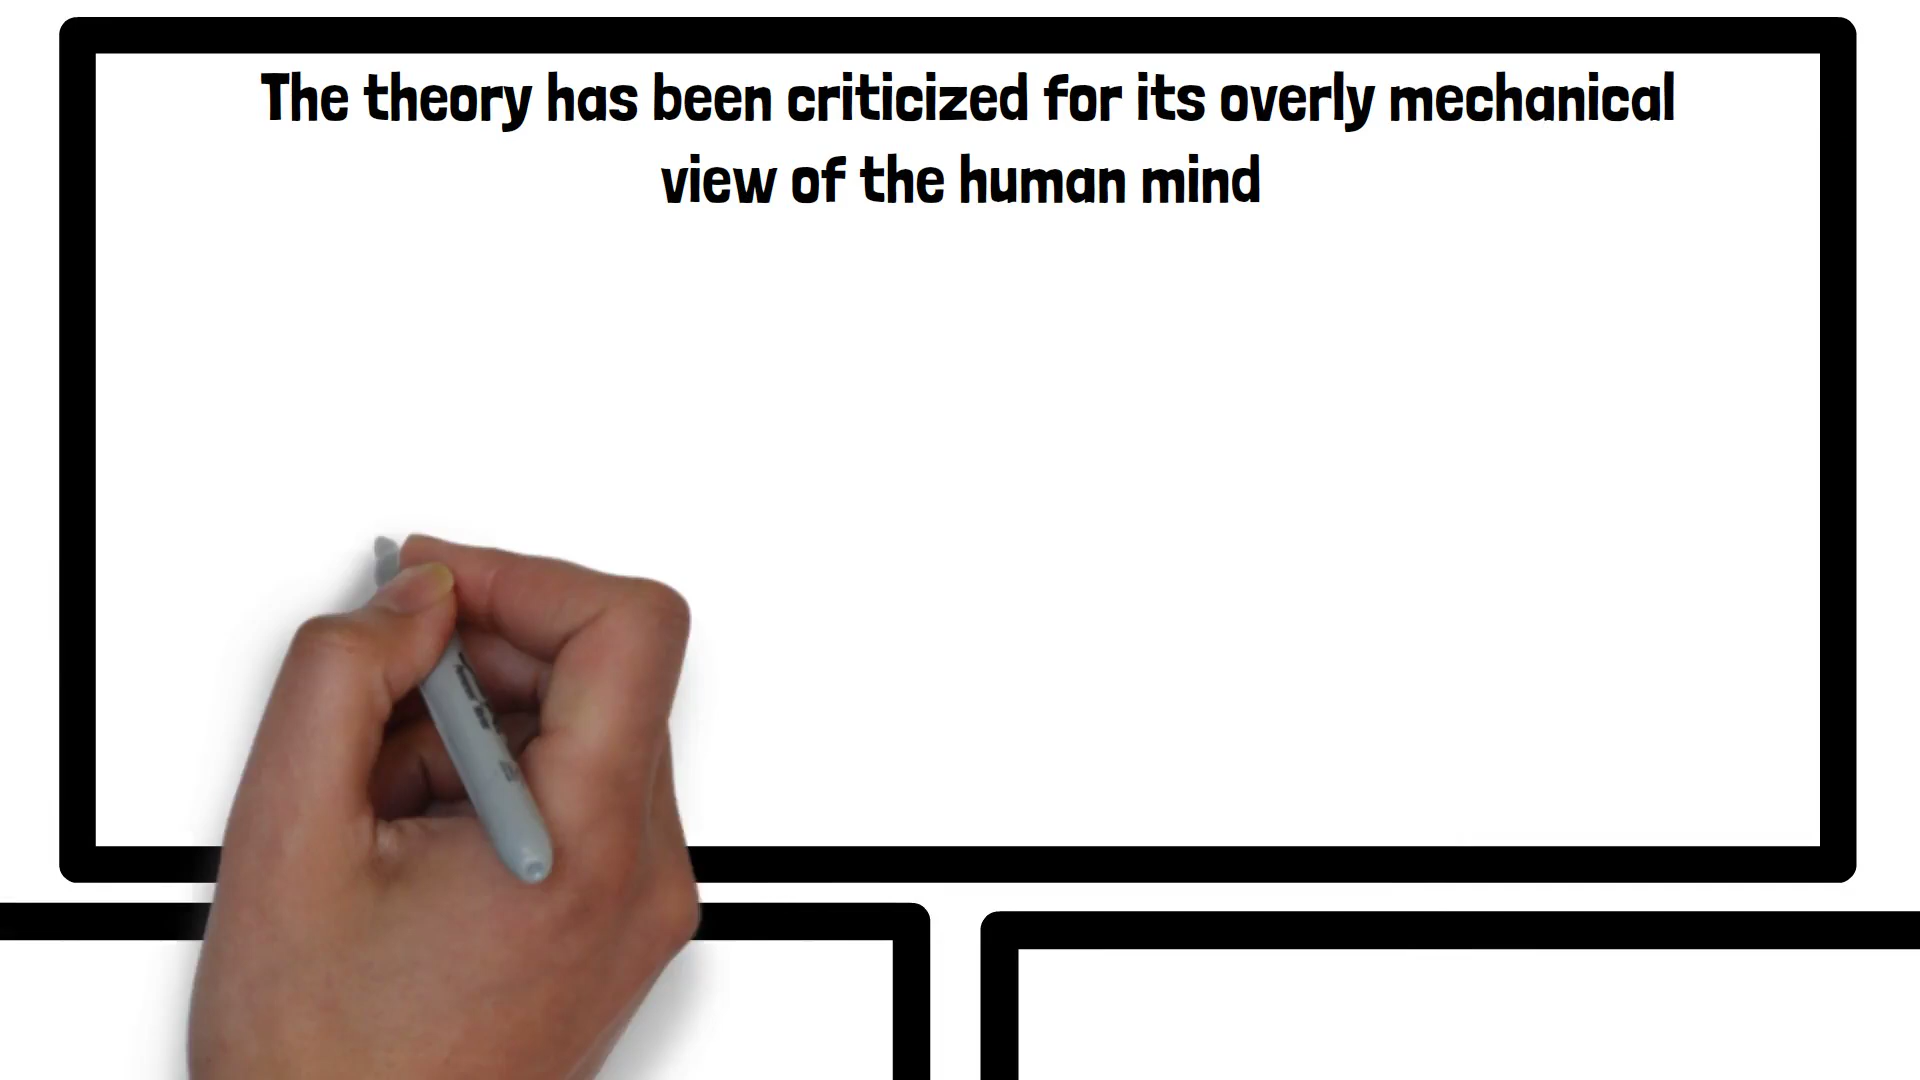 The theory has been criticized for its overly mechanical
view of the human mind